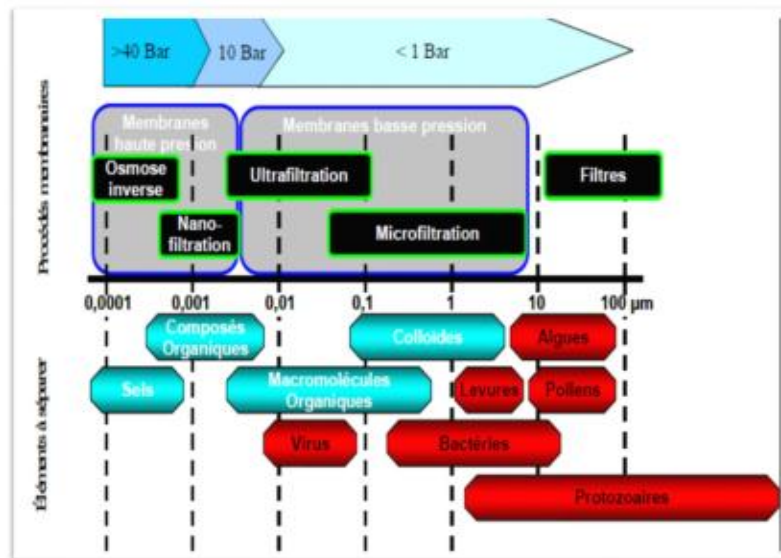 >40 Bar
10 Bar
< 1 Bar
Procédés membranaires
Membranes
haute presion
Membranes basse pression
Osmose
inverse
Ultrafiltration
Filtres
Nano-
filtration
Microfiltration
0,0001
0,001
0,01
0,1
1
10
100 µm
Éléments à séparer
Composés
Organiques
Colloïdes
Algues
Sels
Macromolécules
Organiques
Levures
Pollens
Virus
Bactéries
Protozoaires